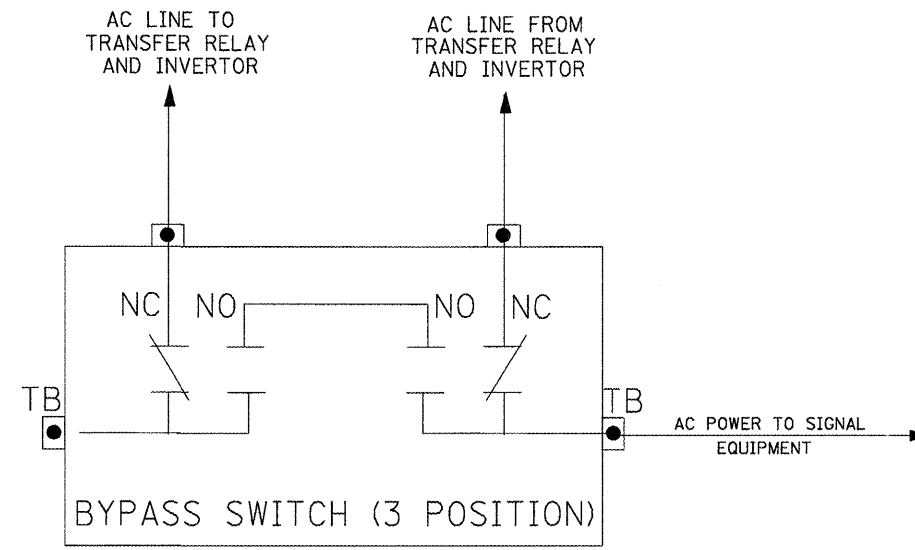 AC LINE TO
TRANSFER RELAY
AND INVERTOR
AC LINE FROM
TRANSFER RELAY
AND INVERTOR
NC NO NO NC
TB TB
AC POWER TO SIGNAL
EQUIPMENT
BYPASS SWITCH (3 POSITION)